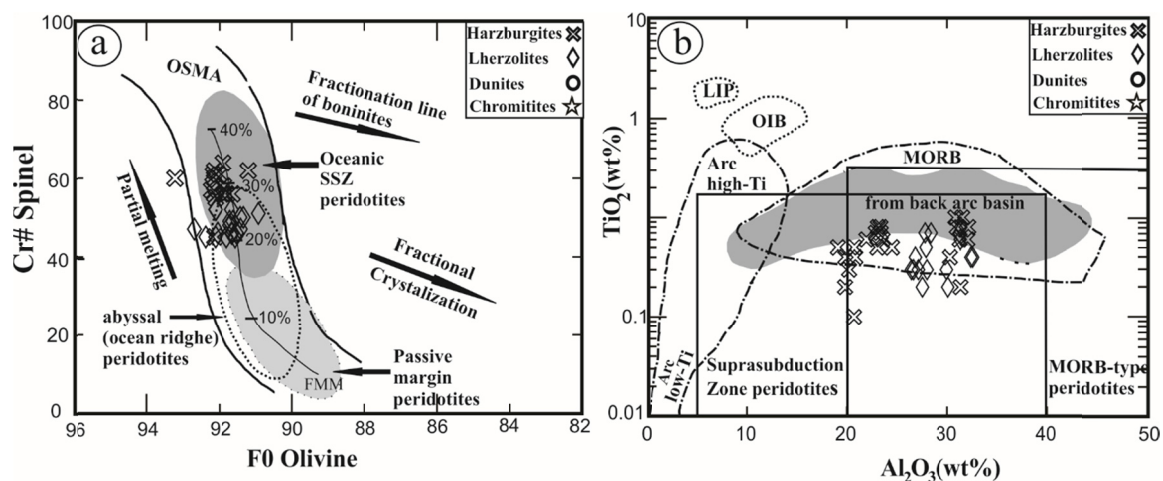 a
100
80
60
40
20
0
Cr# Spinel
96
94
92
90
88
86
84
82
F0 Olivine
Harzburgites
Lherzolites
Dunites
Chromitites
OSMA
Fractionation line
of boninites
40%
Oceanic
SSZ
peridotites
30%
20%
10%
Partial melting
Fractional
Crystalization
abyssal
(ocean ridghe)
peridotites
Passive
margin
peridotites
FMM
b
10
1
0.1
0.01
TiO2(wt%)
0
10
20
30
40
50
Al2O3(wt%)
Harzburgites
Lherzolites
Dunites
Chromitites
LIP
OIB
Arc
high-Ti
MORB
from back arc basin
Arc
low-Ti
Suprasubduction
Zone peridotites
MORB-type
peridotites